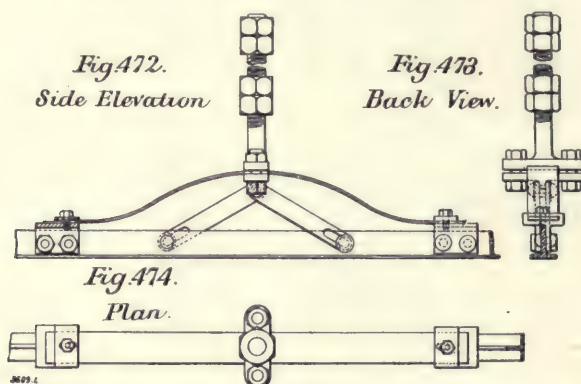 Fig.472.
Side Elevation
Fig.473.
Back View.
Fig.474.
Plan.